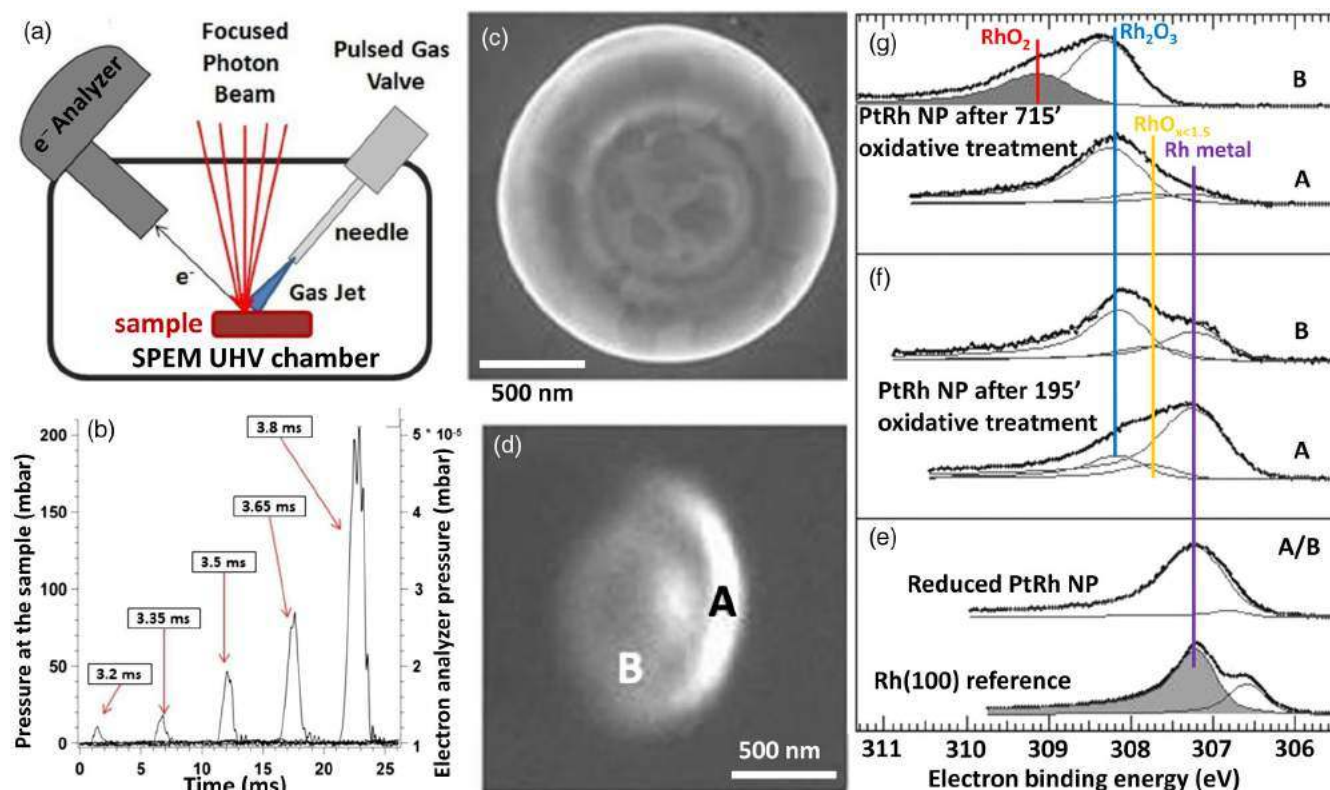 (a)
Focused
Photon
Beam
Pulsed Gas
Valve
e⁻ Analyzer
needle
e⁻
Gas Jet
sample
SPEM UHV chamber
(b)
Pressure at the sample (mbar)
200
150
100
50
0
3.2 ms
3.35 ms
3.5 ms
3.65 ms
3.8 ms
5 * 10⁻⁵
4
3
2
1
Electron analyzer pressure (mbar)
0 5 10 15 20 25
Time (ms)
(c)
500 nm
(d)
A
B
500 nm
(g)
RhO₂
Rh₂O₃
B
PtRh NP after 715'
oxidative treatment
RhOₓ<₁.₅
Rh metal
A
(f)
B
PtRh NP after 195'
oxidative treatment
A
(e)
A/B
Reduced PtRh NP
Rh(100) reference
311 310 309 308 307 306
Electron binding energy (eV)